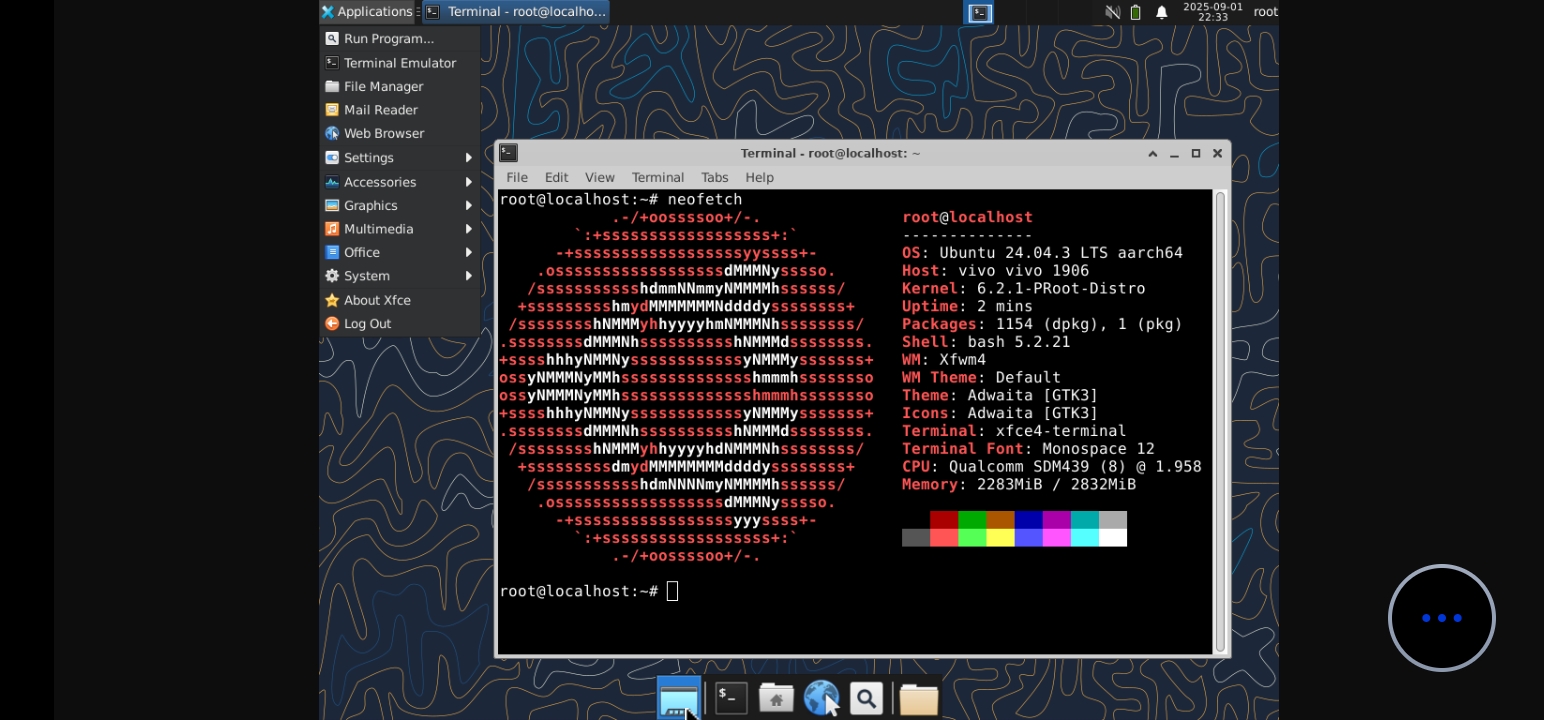 Applications
Terminal - root@localho...
2025-09-01
22:33
root
Run Program...
Terminal Emulator
File Manager
Mail Reader
Web Browser
Settings
Accessories
Graphics
Multimedia
Office
System
About Xfce
Log Out
Terminal - root@localhost: ~
File Edit View Terminal Tabs Help
root@localhost:~# neofetch
.-/+oossssoo+/-. root@localhost
`:+ssssssssssssssssss+:` --------------
-+ssssssssssssssssssyyssss+- OS: Ubuntu 24.04.3 LTS aarch64
.ossssssssssssssssssdMMMNysssso. Host: vivo vivo 1906
/ssssssssssshdmmNNmmyNMMMMhssssss/ Kernel: 6.2.1-PRoot-Distro
+ssssssssshmydMMMMMMMNddddyssssssss+ Uptime: 2 mins
/sssssssshNMMMyhhyyyyhmNMMMNhssssssss/ Packages: 1154 (dpkg), 1 (pkg)
.ssssssssdMMMNhsssssssssshNMMMdssssssss. Shell: bash 5.2.21
+sssshhhyNMMNyssssssssssssyNMMMysssssss+ WM: Xfwm4
ossyNMMMNyMMhsssssssssssssshmmmhssssssso WM Theme: Default
ossyNMMMNyMMhsssssssssssssshmmmhssssssso Theme: Adwaita [GTK3]
+sssshhhyNMMNyssssssssssssyNMMMysssssss+ Icons: Adwaita [GTK3]
.ssssssssdMMMNhsssssssssshNMMMdssssssss. Terminal: xfce4-terminal
/sssssssshNMMMyhhyyyyhdNMMMNhssssssss/ Terminal Font: Monospace 12
+sssssssssdmydMMMMMMMMddddyssssssss+ CPU: Qualcomm SDM439 (8) @ 1.958
/ssssssssssshdmNNNNmyNMMMMhssssss/ Memory: 2283MiB / 2832MiB
.ossssssssssssssssssdMMMNysssso.
-+sssssssssssssssssyyyssss+-
`:+ssssssssssssssssss+:`
.-/+oossssoo+/-.
root@localhost:~#